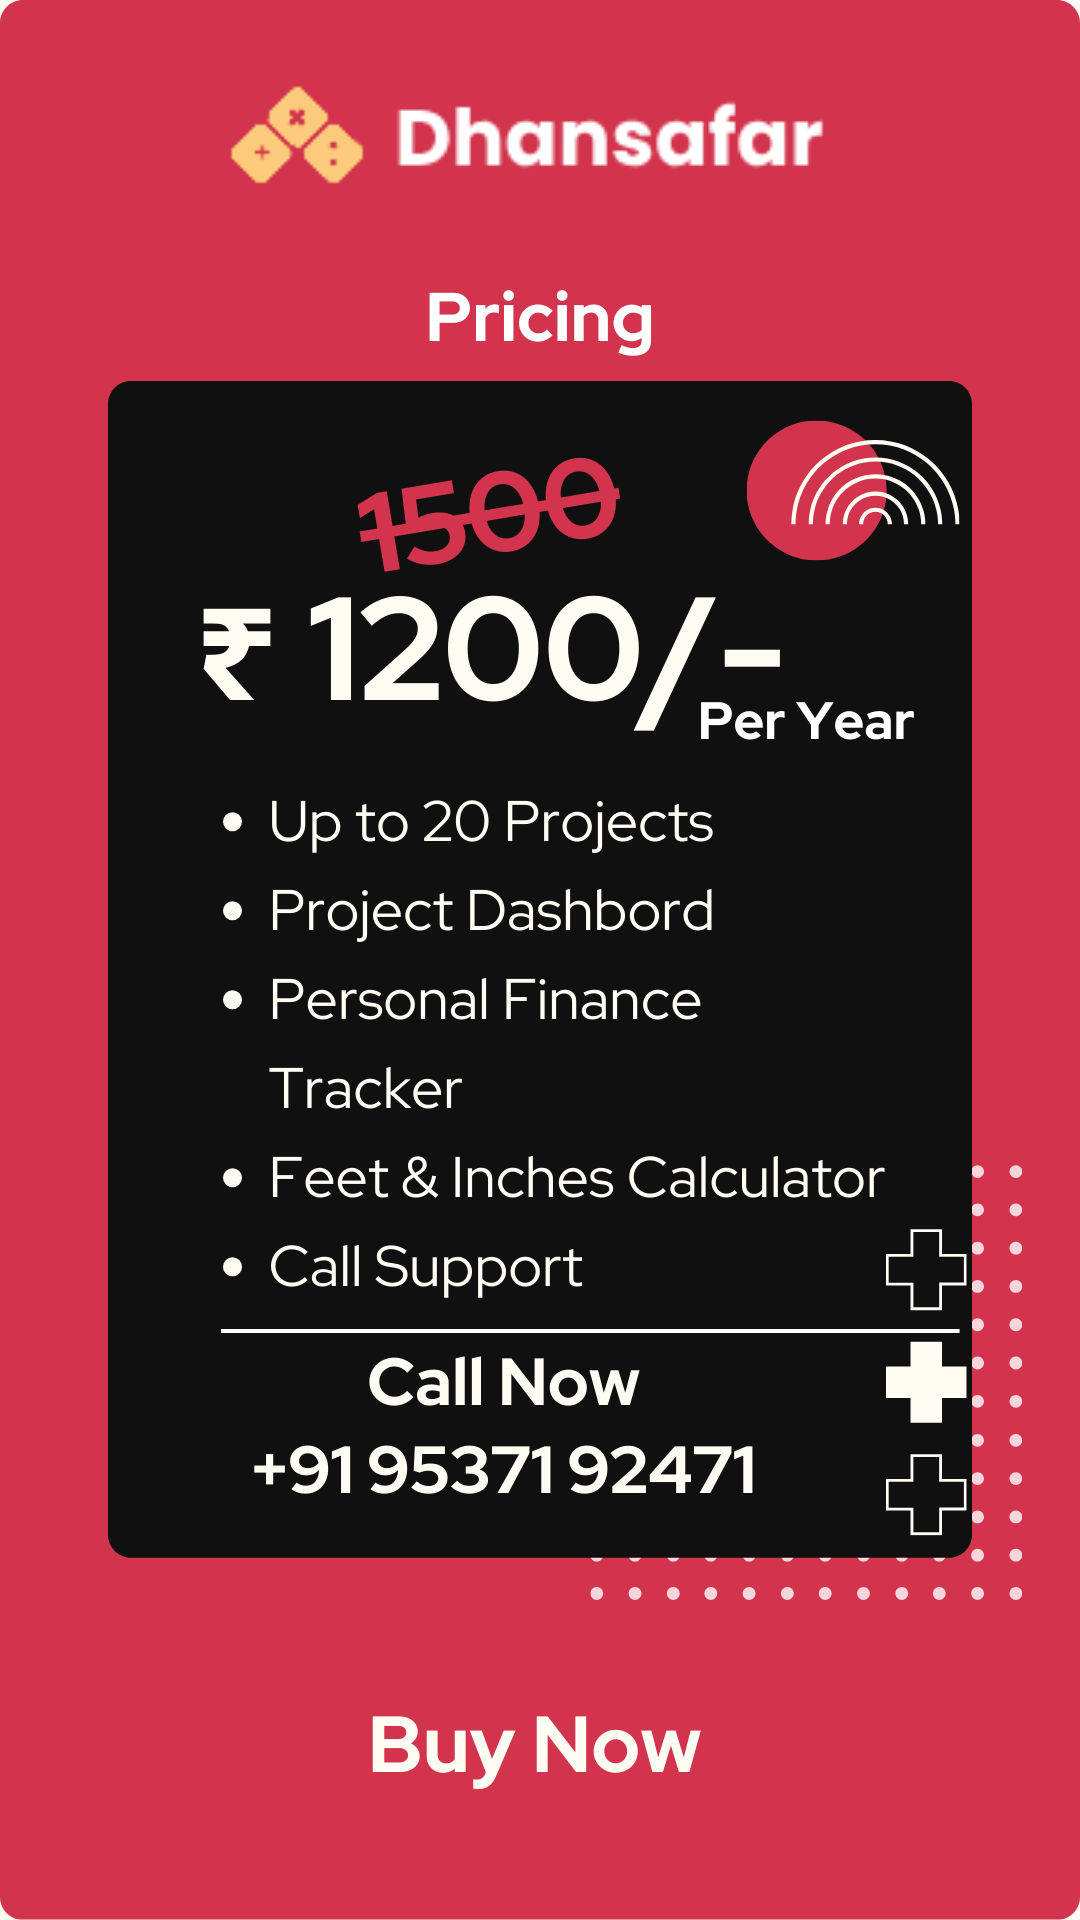 Dhansafar
Pricing
1500
₹ 1200/-
Per Year
• Up to 20 Projects
• Project Dashbord
• Personal Finance
Tracker
• Feet & Inches Calculator
• Call Support
Call Now
+91 95371 92471
Buy Now